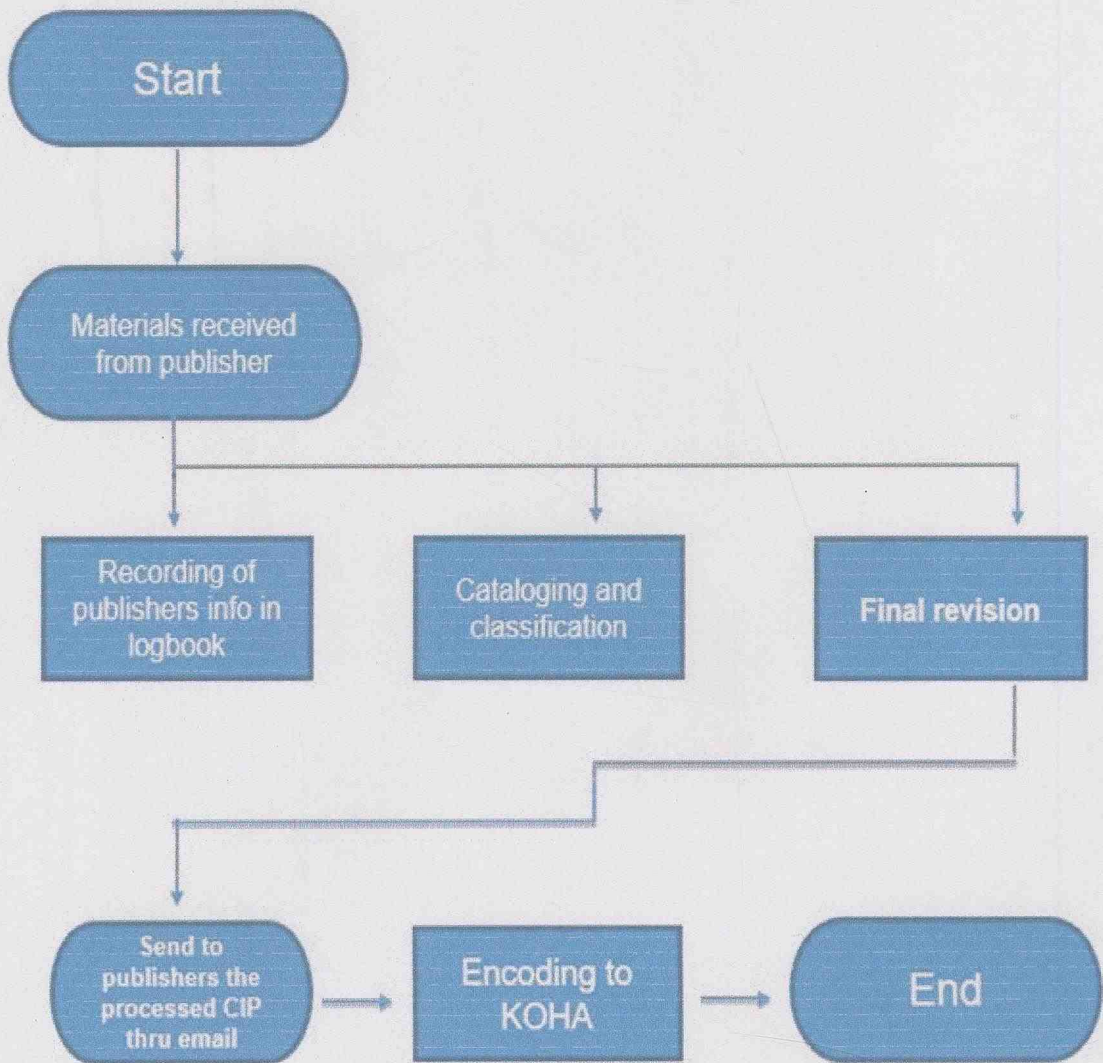 Start
Materials received
from publisher
Recording of
publishers info in
logbook
Cataloging and
classification
Final revision
Send to
publishers the
processed CIP
thru email
Encoding to
KOHA
End